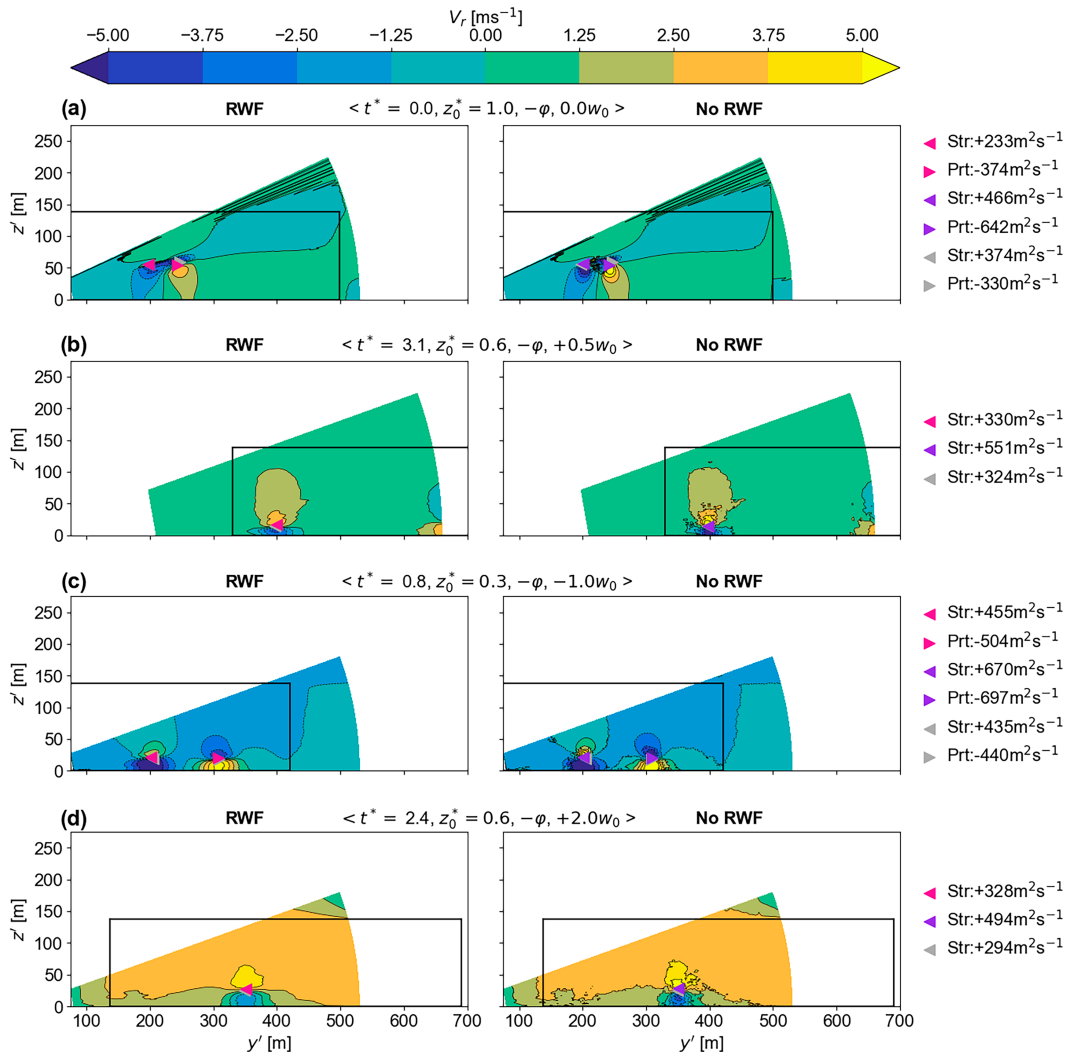 V_r [ms⁻¹]
−5.00 −3.75 −2.50 −1.25 0.00 1.25 2.50 3.75 5.00
(a) RWF < t* = 0.0, z₀* = 1.0, −φ, 0.0w₀ > No RWF
250
200
150
100
50
0
z′ [m]
Str:+233m²s⁻¹
Prt:-374m²s⁻¹
Str:+466m²s⁻¹
Prt:-642m²s⁻¹
Str:+374m²s⁻¹
Prt:-330m²s⁻¹
(b) RWF < t* = 3.1, z₀* = 0.6, −φ, +0.5w₀ > No RWF
250
200
150
100
50
0
z′ [m]
Str:+330m²s⁻¹
Str:+551m²s⁻¹
Str:+324m²s⁻¹
(c) RWF < t* = 0.8, z₀* = 0.3, −φ, −1.0w₀ > No RWF
250
200
150
100
50
0
z′ [m]
Str:+455m²s⁻¹
Prt:-504m²s⁻¹
Str:+670m²s⁻¹
Prt:-697m²s⁻¹
Str:+435m²s⁻¹
Prt:-440m²s⁻¹
(d) RWF < t* = 2.4, z₀* = 0.6, −φ, +2.0w₀ > No RWF
250
200
150
100
50
0
z′ [m]
Str:+328m²s⁻¹
Str:+494m²s⁻¹
Str:+294m²s⁻¹
100 200 300 400 500 600 700 100 200 300 400 500 600 700
y′ [m] y′ [m]